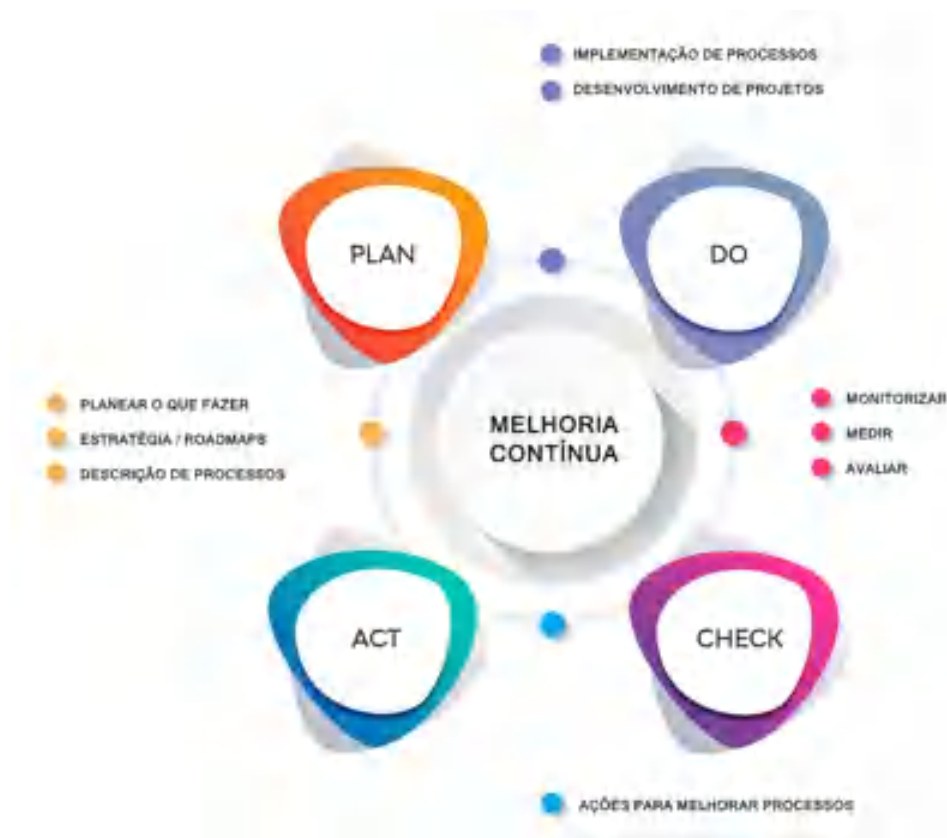 IMPLEMENTAÇÃO DE PROCESSOS
DESENVOLVIMENTO DE PROJETOS
PLAN
DO
PLANEAR O QUE FAZER
ESTRATÉGIA / ROADMAPS
DESCRIÇÃO DE PROCESSOS
MELHORIA
CONTÍNUA
MONITORIZAR
MEDIR
AVALIAR
ACT
CHECK
AÇÕES PARA MELHORAR PROCESSOS